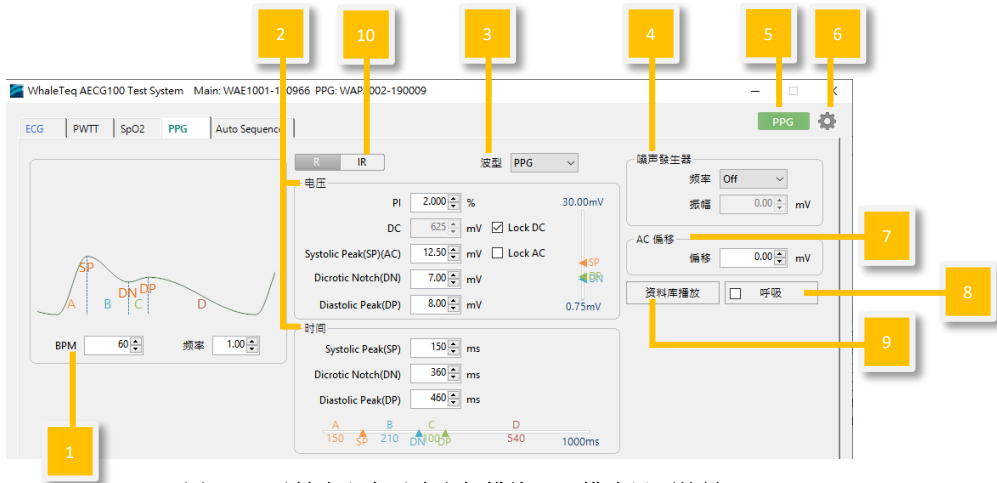 2
10
3
4
5
6
WhaleTeq AECG100 Test System Main: WAE1001-1 0966 PPG: WAP 002-190009
ECG PWTT SpO2 PPG Auto Sequence
PPG
R IR
波型 PPG
电压
PI 2.000 % 30.00mV
DC 625 mV Lock DC
Systolic Peak(SP)(AC) 12.50 mV Lock AC
SP
DP
DN
Dicrotic Notch(DN) 7.00 mV
Diastolic Peak(DP) 8.00 mV 0.75mV
噪声發生器
频率 Off
振幅 0.00 mV
AC 偏移
偏移 0.00 mV
资料库播放 呼吸
7
8
9
SP
DN DP
A B C D
BPM 60 频率 1.00
时间
Systolic Peak(SP) 150 ms
Dicrotic Notch(DN) 360 ms
Diastolic Peak(DP) 460 ms
A B C D
150 SP 210 DN 100 DP 540 1000ms
1